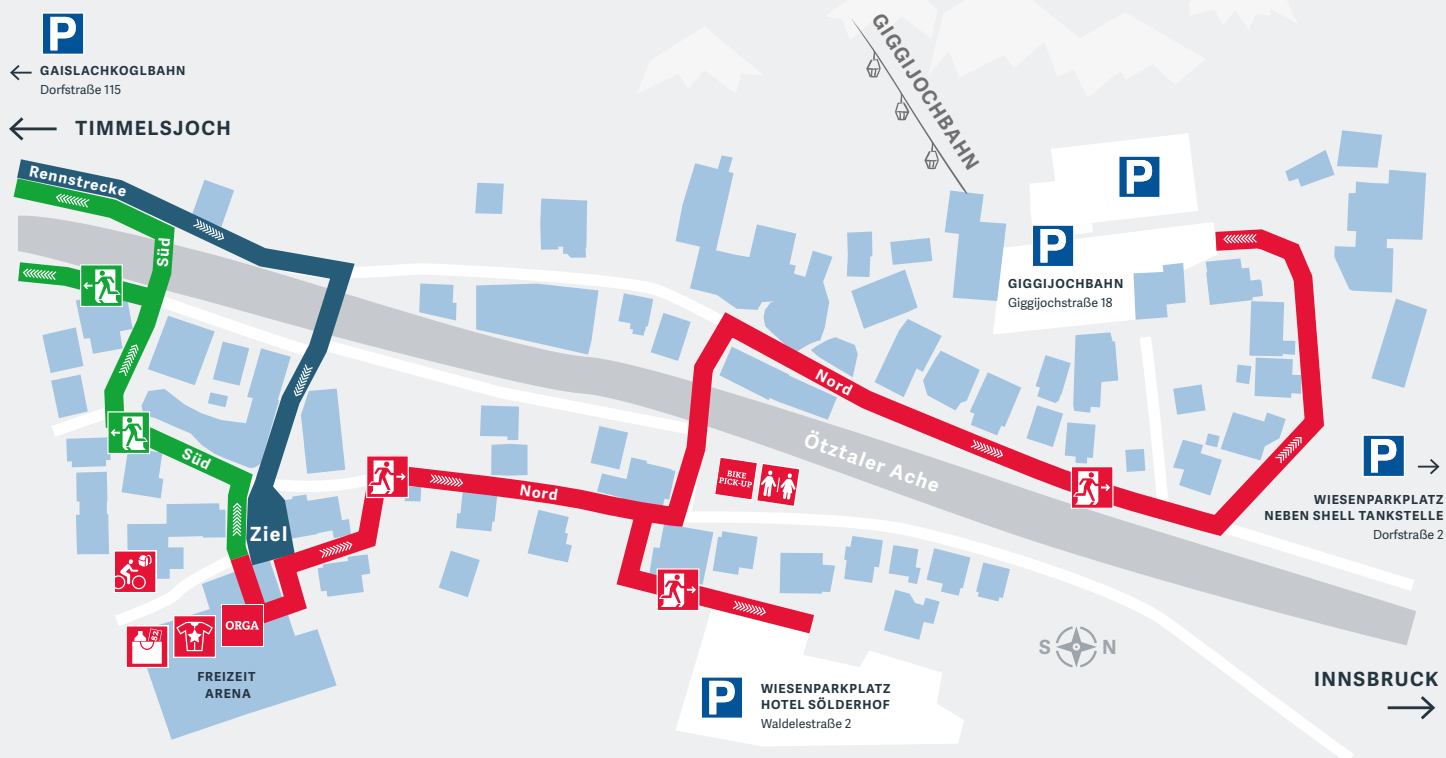 P
GAISLACHKOGLBAHN
Dorfstraße 115
TIMMELSJOCH
GIGGIJOCHBAHN
Rennstrecke
Süd
P
P
GIGGIJOCHBAHN
Giggijochstraße 18
Nord
Ötztaler Ache
Süd
Nord
BIKE
PICK-UP
P
WIESENPARKPLATZ
NEBEN SHELL TANKSTELLE
Dorfstraße 2
Ziel
ORGA
82
FREIZEIT
ARENA
S N
INNSBRUCK
P
WIESENPARKPLATZ
HOTEL SÖLDERHOF
Waldelestraße 2